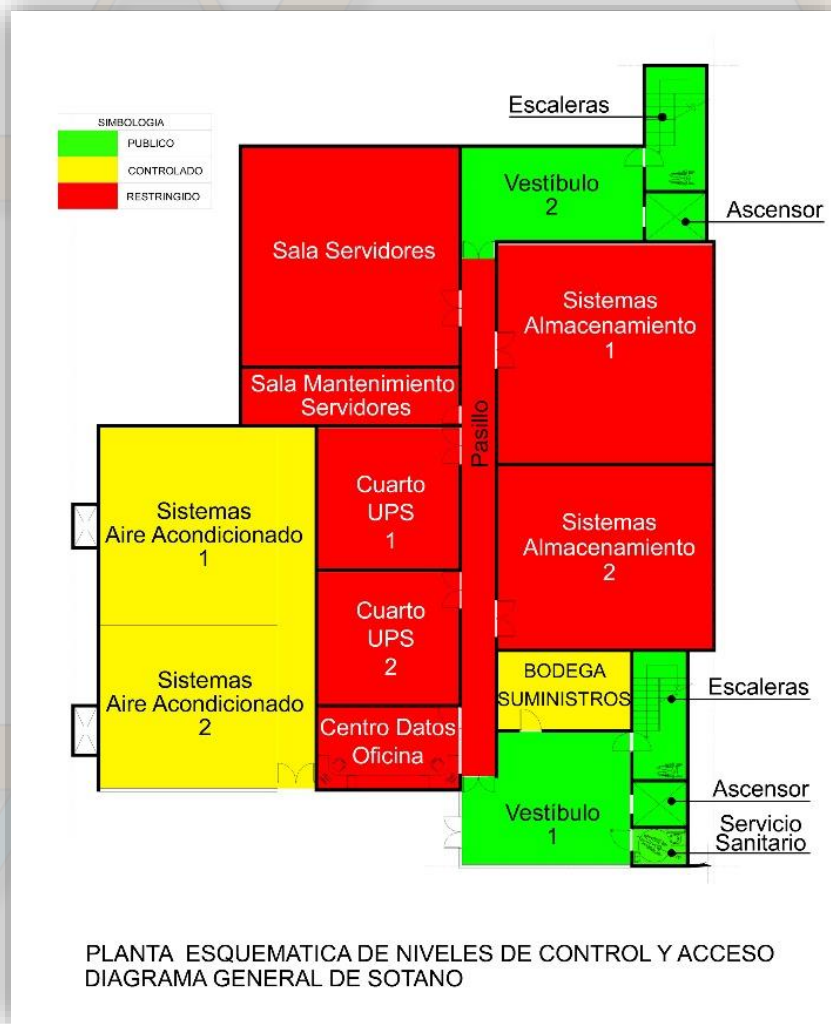 SIMBOLOGIA
PUBLICO
CONTROLADO
RESTRINGIDO
Escaleras
Vestíbulo
2
Ascensor
Sala Servidores
Sistemas
Almacenamiento
1
Sala Mantenimiento
Servidores
Pasillo
Sistemas
Aire Acondicionado
1
Cuarto
UPS
1
Sistemas
Almacenamiento
2
Cuarto
UPS
2
Sistemas
Aire Acondicionado
2
BODEGA
SUMINISTROS
Escaleras
Centro Datos
Oficina
Vestíbulo
1
Ascensor
Servicio
Sanitario
PLANTA ESQUEMATICA DE NIVELES DE CONTROL Y ACCESO
DIAGRAMA GENERAL DE SOTANO